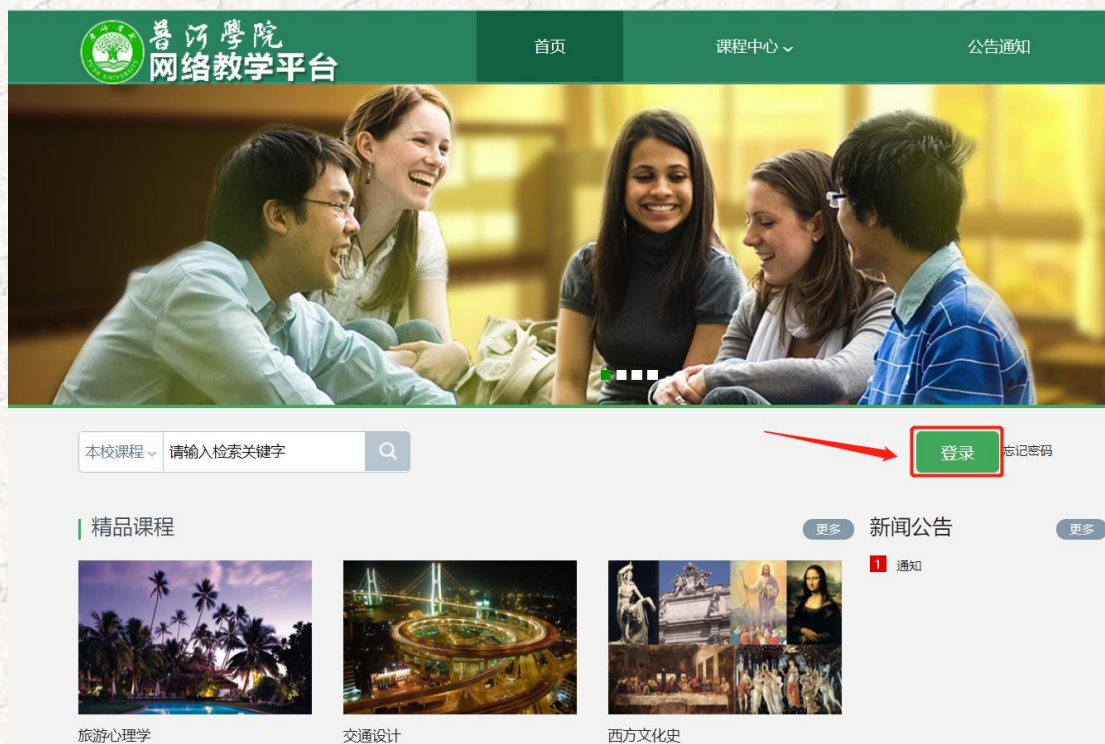 普洱學院
网络教学平台
首页
课程中心
公告通知
本校课程
请输入检索关键字
登录
忘记密码
精品课程
更多
新闻公告
更多
1 通知
旅游心理学
交通设计
西方文化史